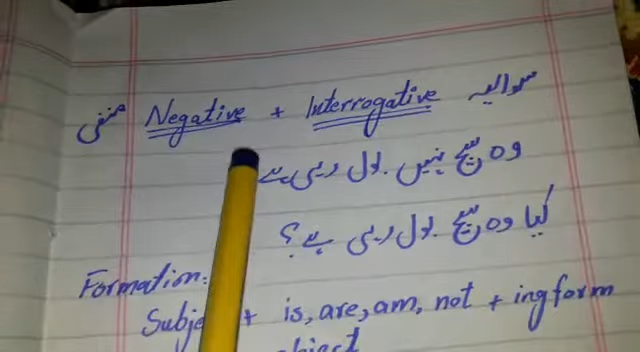 منفی Negative + Interrogative سوالیہ
وہ سچ نہیں بول رہی ہے
کیا وہ سچ بول رہی ہے؟
Formation:
+ is, are, am, not + ing form